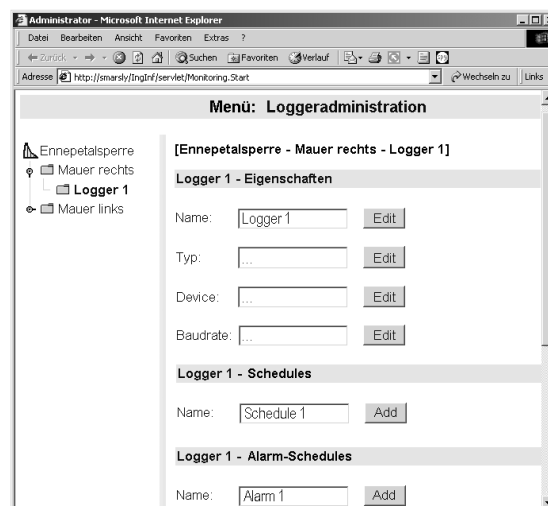 Administrator - Microsoft Internet Explorer
Datei Bearbeiten Ansicht Favoriten Extras ?
Zurück Suchen Favoriten Verlauf
Adresse http://smarsly/IngInf/servlet/Monitoring.Start Wechseln zu Links
Menü: Loggeradministration
Ennepetalsperre
Mauer rechts
Logger 1
Mauer links
[Ennepetalsperre - Mauer rechts - Logger 1]
Logger 1 - Eigenschaften
Name: Logger 1 Edit
Typ: ... Edit
Device: ... Edit
Baudrate: ... Edit
Logger 1 - Schedules
Name: Schedule 1 Add
Logger 1 - Alarm-Schedules
Name: Alarm 1 Add